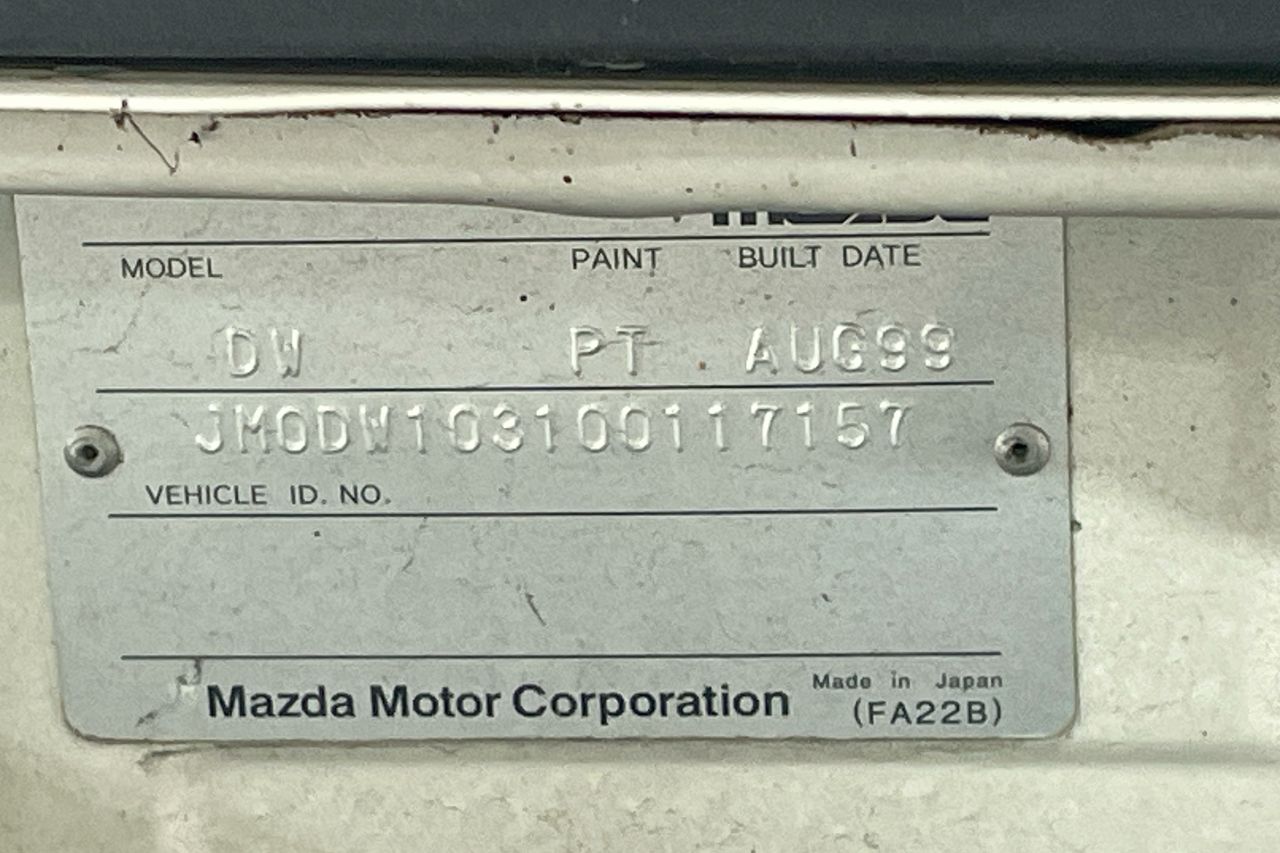 MODEL PAINT BUILT DATE
DW PT AUG99
JM0DW103100117157
VEHICLE ID. NO.
Mazda Motor Corporation
Made in Japan
(FA22B)